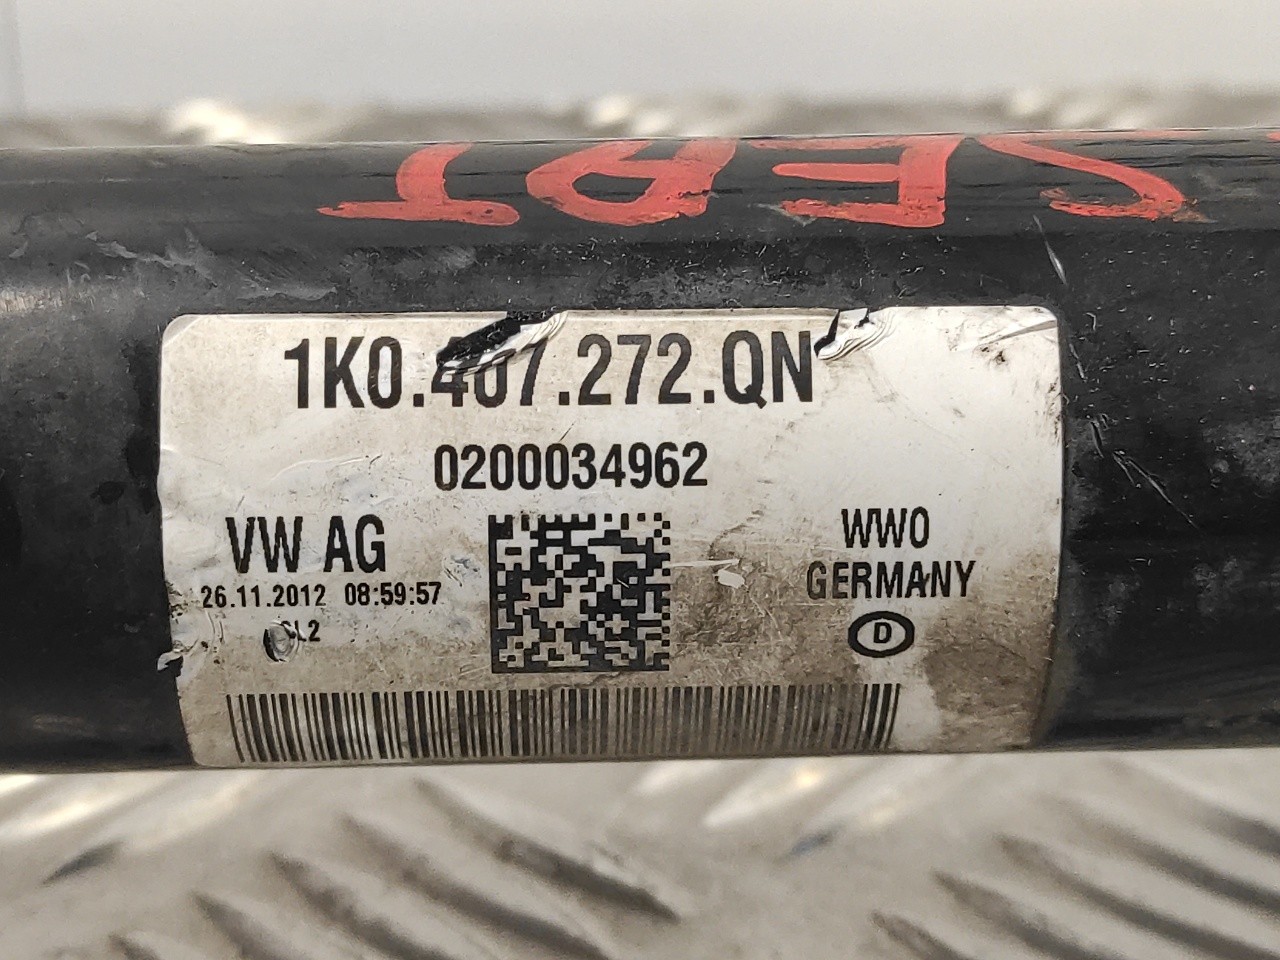 SEAT
1K0.407.272.QN
0200034962
VW AG
26.11.2012 08:59:57
WWO
GERMANY
D